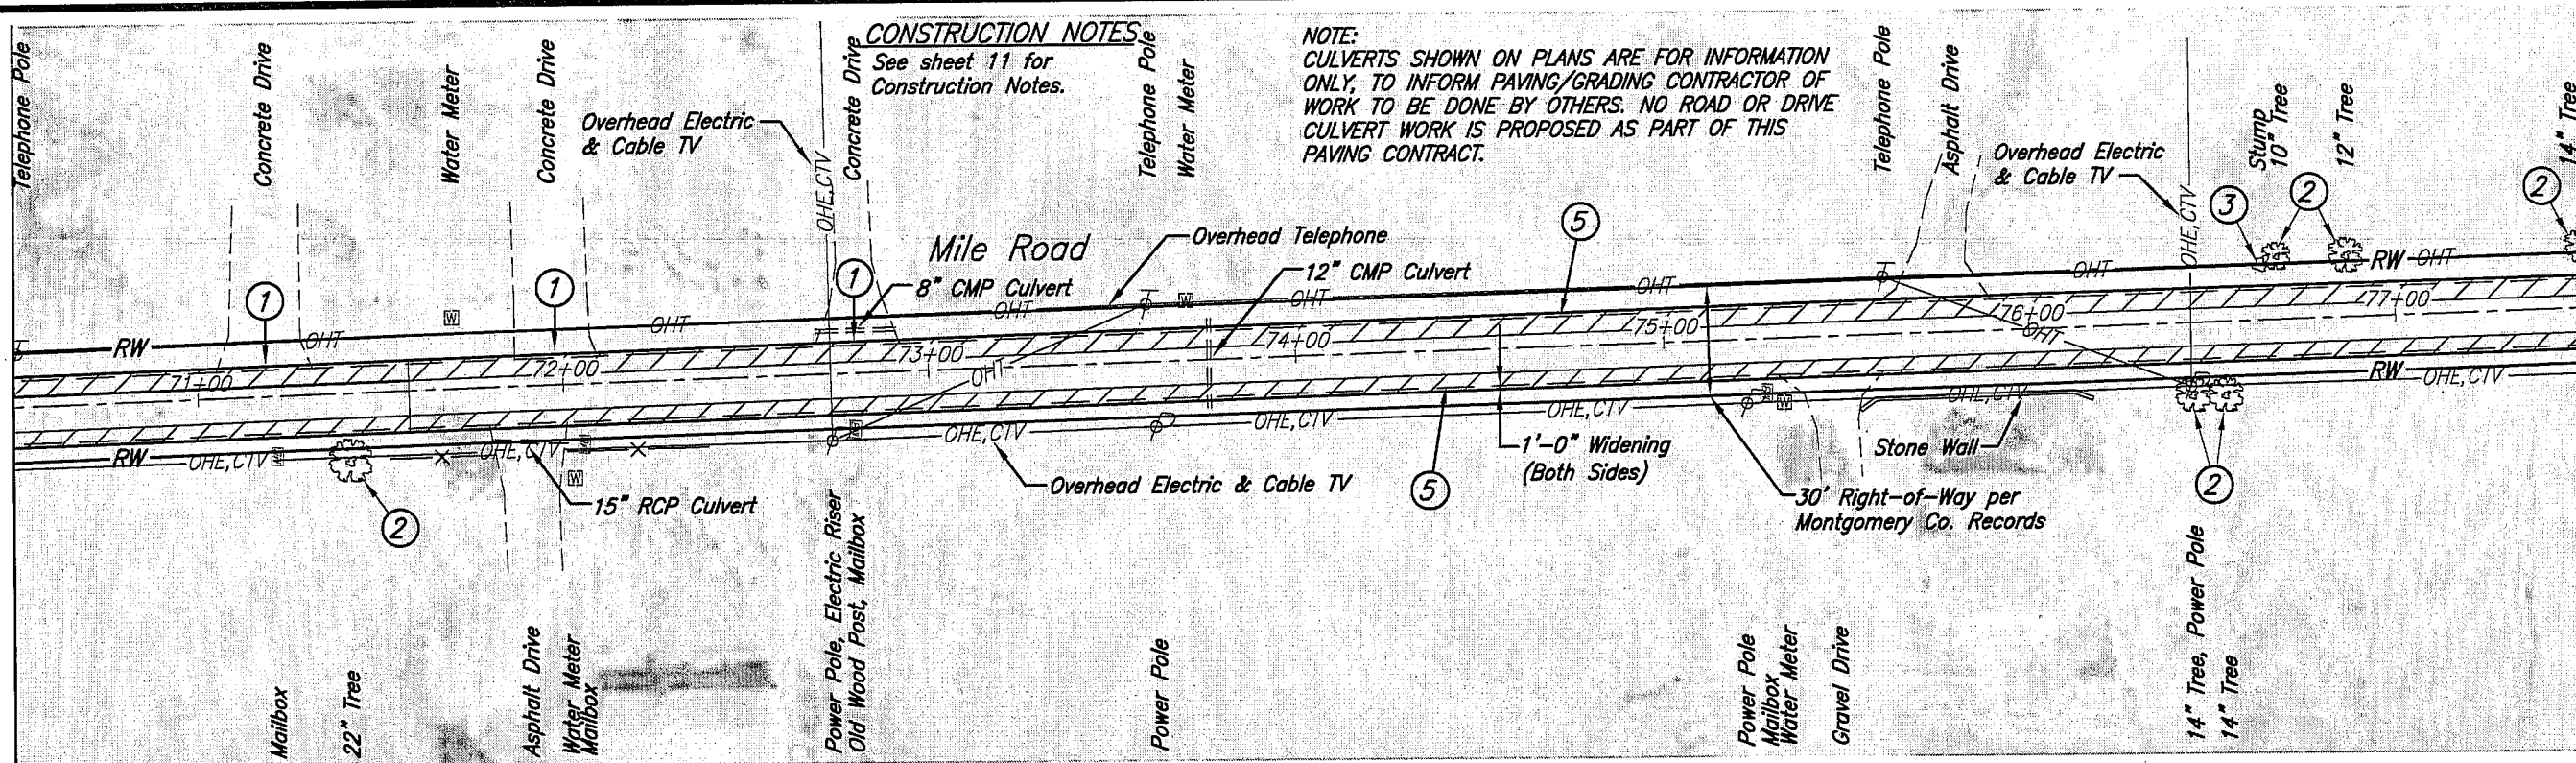 CONSTRUCTION NOTES
See sheet 11 for
Construction Notes.
NOTE:
CULVERTS SHOWN ON PLANS ARE FOR INFORMATION
ONLY, TO INFORM PAVING/GRADING CONTRACTOR OF
WORK TO BE DONE BY OTHERS. NO ROAD OR DRIVE
CULVERT WORK IS PROPOSED AS PART OF THIS
PAVING CONTRACT.
Telephone Pole
Concrete Drive
Water Meter
Concrete Drive
Overhead Electric
& Cable TV
OHE,CTV
Concrete Drive
Telephone Pole
Water Meter
Telephone Pole
Asphalt Drive
Overhead Electric
& Cable TV
OHE,CTV
Stump
10" Tree
12" Tree
14" Tree
3
2
2
5
Mile Road
Overhead Telephone
8" CMP Culvert
12" CMP Culvert
1
1
1
W
W
RW
OHT
OHT
OHT
OHT
OHT
OHT
RW
OHT
71+00
72+00
73+00
74+00
75+00
76+00
77+00
OHT
OHT
RW
OHE,CTV
OHE,CTV
OHE,CTV
OHE,CTV
OHE,CTV
OHE,CTV
RW
OHE,CTV
W
W
15" RCP Culvert
Overhead Electric & Cable TV
5
1'-0" Widening
(Both Sides)
30' Right-of-Way per
Montgomery Co. Records
Stone Wall
2
2
Mailbox
22" Tree
Asphalt Drive
Water Meter
Mailbox
Power Pole, Electric Riser
Old Wood Post, Mailbox
Power Pole
Power Pole
Mailbox
Water Meter
Gravel Drive
14" Tree, Power Pole
14" Tree